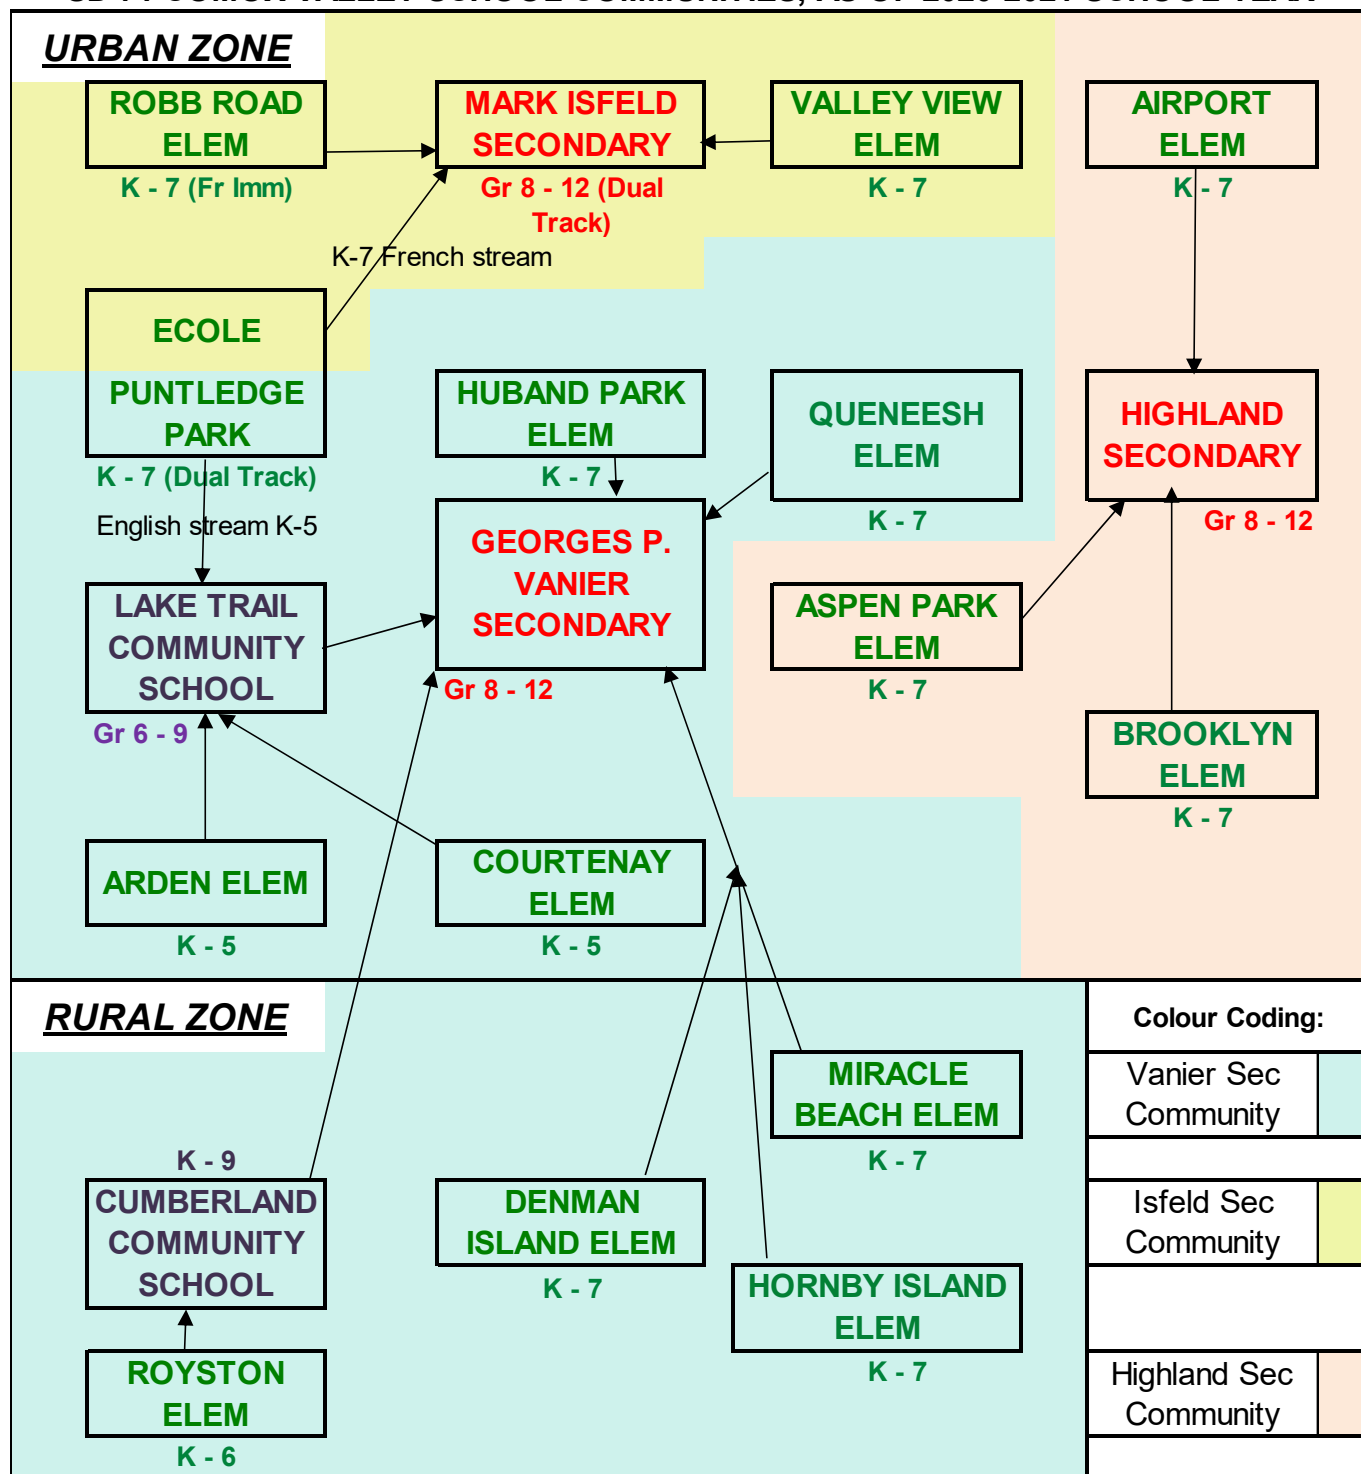 URBAN ZONE
ROBB ROAD
ELEM
K - 7 (Fr Imm)
MARK ISFELD
SECONDARY
Gr 8 - 12 (Dual
Track)
VALLEY VIEW
ELEM
K - 7
AIRPORT
ELEM
K - 7
K-7 French stream
ECOLE
PUNTLEDGE
PARK
K - 7 (Dual Track)
English stream K-5
HUBAND PARK
ELEM
K - 7
QUENEESH
ELEM
K - 7
HIGHLAND
SECONDARY
Gr 8 - 12
GEORGES P.
VANIER
SECONDARY
Gr 8 - 12
LAKE TRAIL
COMMUNITY
SCHOOL
Gr 6 - 9
ASPEN PARK
ELEM
K - 7
BROOKLYN
ELEM
K - 7
ARDEN ELEM
K - 5
COURTENAY
ELEM
K - 5
RURAL ZONE
MIRACLE
BEACH ELEM
K - 7
K - 9
CUMBERLAND
COMMUNITY
SCHOOL
DENMAN
ISLAND ELEM
K - 7
HORNBY ISLAND
ELEM
K - 7
ROYSTON
ELEM
K - 6
Colour Coding:
Vanier Sec
Community
Isfeld Sec
Community
Highland Sec
Community